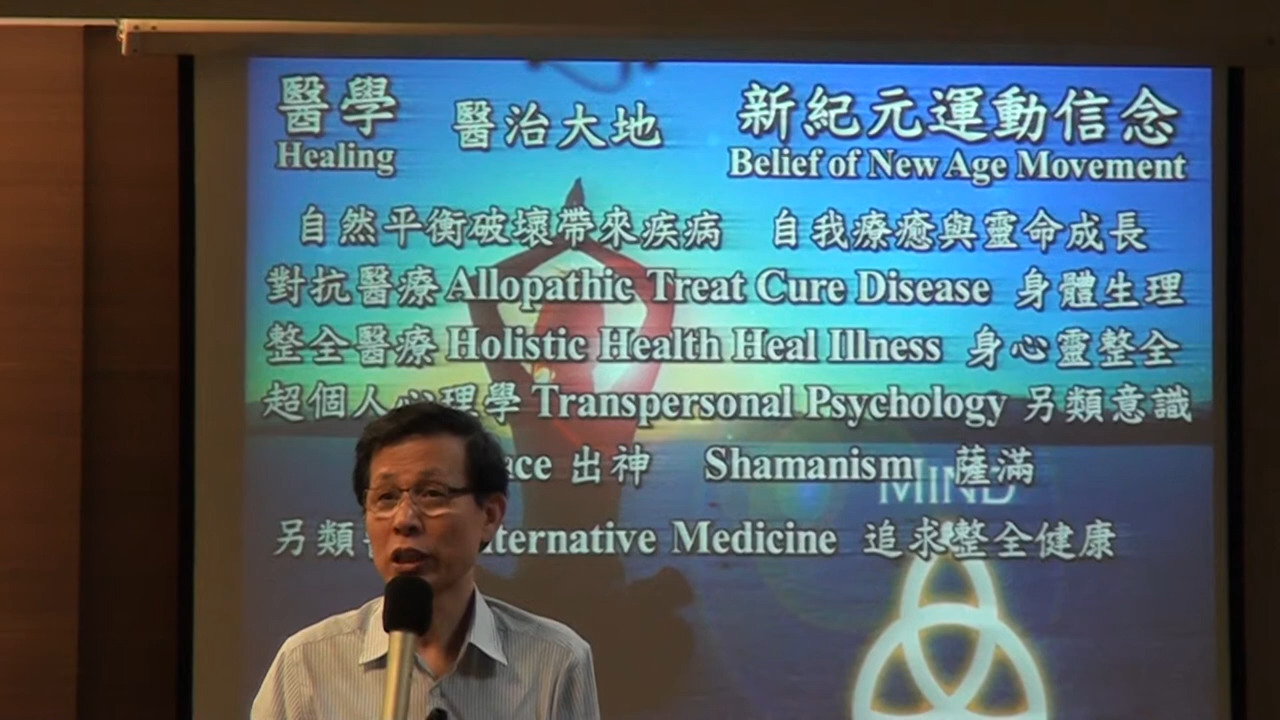 醫學 醫治大地 新紀元運動信念
Healing Belief of New Age Movement
自然平衡破壞帶來疾病 自我療癒與靈命成長
對抗醫療 Allopathic Treat Cure Disease 身體生理
整全醫療 Holistic Health Heal Illness 身心靈整全
超個人心理學 Transpersonal Psychology 另類意識
出神 Shamanism 薩滿
MIND
另類 Medicine 追求整全健康